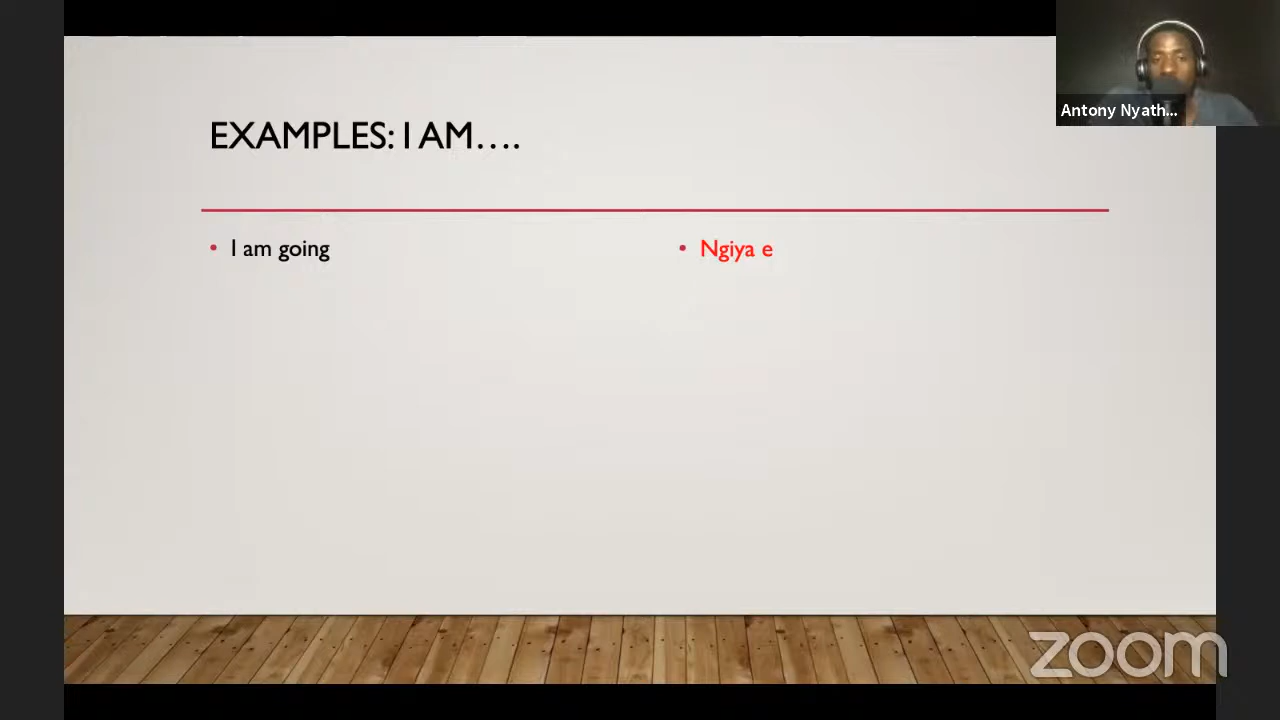 Antony Nyath...
EXAMPLES: I AM....
• I am going
• Ngiya e
zoom